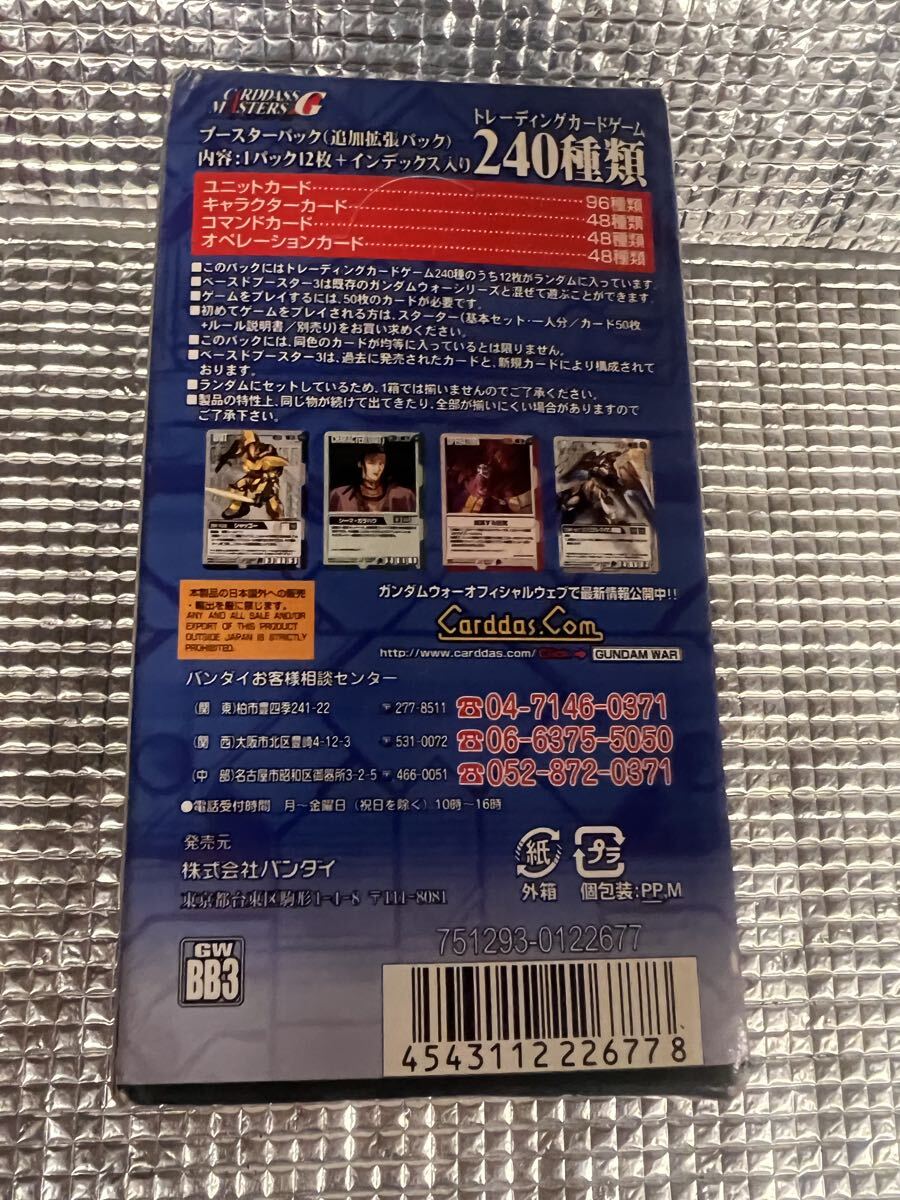 CARDDASS
MASTERS G
ブースターパック(追加拡張パック)
内容:1パック12枚+インデックス入り
トレーディングカードゲーム
240種類
ユニットカード……96種類
キャラクターカード……48種類
コマンドカード……48種類
オペレーションカード……48種類
■このパックにはトレーディングカードゲーム240種のうち12枚がランダムに入っています。
■ベースドブースター3は既存のガンダムウォーシリーズと混ぜて遊ぶことができます。
■ゲームをプレイするには、50枚のカードが必要です。
■初めてゲームをプレイされる方は、スターター(基本セット・一人分/カード50枚
+ルール説明書/別売り)をお買い求めください。
■このパックには、同色のカードが均等に入っているとは限りません。
■ベースドブースター3は、過去に発売されたカードと、新規カードにより構成されて
おります。
■ランダムにセットしているため、1箱では揃いませんのでご了承ください。
■製品の特性上、同じ物が続けて出てきたり、全部が揃いにくい場合がありますので
ご了承下さい。
UNIT
シャッコー
シーマ・ガラハウ
本製品の日本国外への販売
・輸出を厳に禁じます。
ANY AND ALL SALE AND/OR
EXPORT OF THIS PRODUCT
OUTSIDE JAPAN IS STRICTLY
PROHIBITED.
ガンダムウォーオフィシャルウェブで最新情報公開中!!
Carddas.Com
http://www.carddas.com/ Click→ GUNDAM WAR
バンダイお客様相談センター
(関 東)柏市豊四季241-22 〒277-8511 ☎04-7146-0371
(関 西)大阪市北区豊崎4-12-3 〒531-0072 ☎06-6375-5050
(中 部)名古屋市昭和区御器所3-2-5 〒466-0051 ☎052-872-0371
●電話受付時間 月〜金曜日(祝日を除く)10時〜16時
発売元
株式会社バンダイ
東京都台東区駒形1-4-8 〒111-8081
紙
外箱
プラ
個包装:PP,M
GW
BB3
751293-0122677
4543112226778